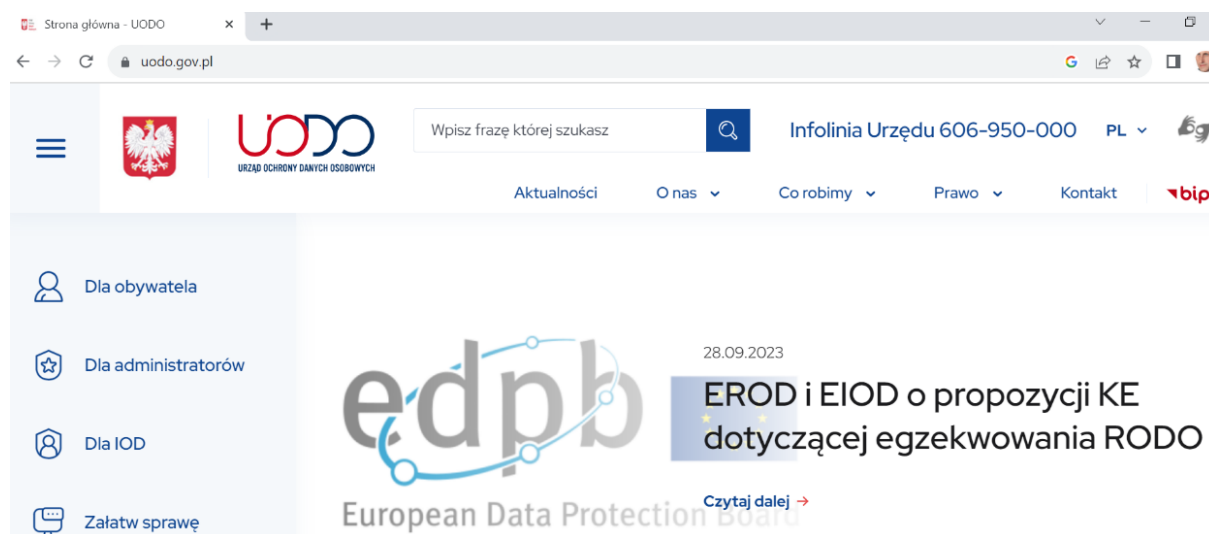 Strona główna - UODO
uodo.gov.pl
UODO
URZĄD OCHRONY DANYCH OSOBOWYCH
Wpisz frazę której szukasz
Infolinia Urzędu 606-950-000
PL
Aktualności
O nas
Co robimy
Prawo
Kontakt
bip
Dla obywatela
Dla administratorów
Dla IOD
Załatw sprawę
edpb
European Data Protection Board
28.09.2023
EROD i EIOD o propozycji KE
dotyczącej egzekwowania RODO
Czytaj dalej →